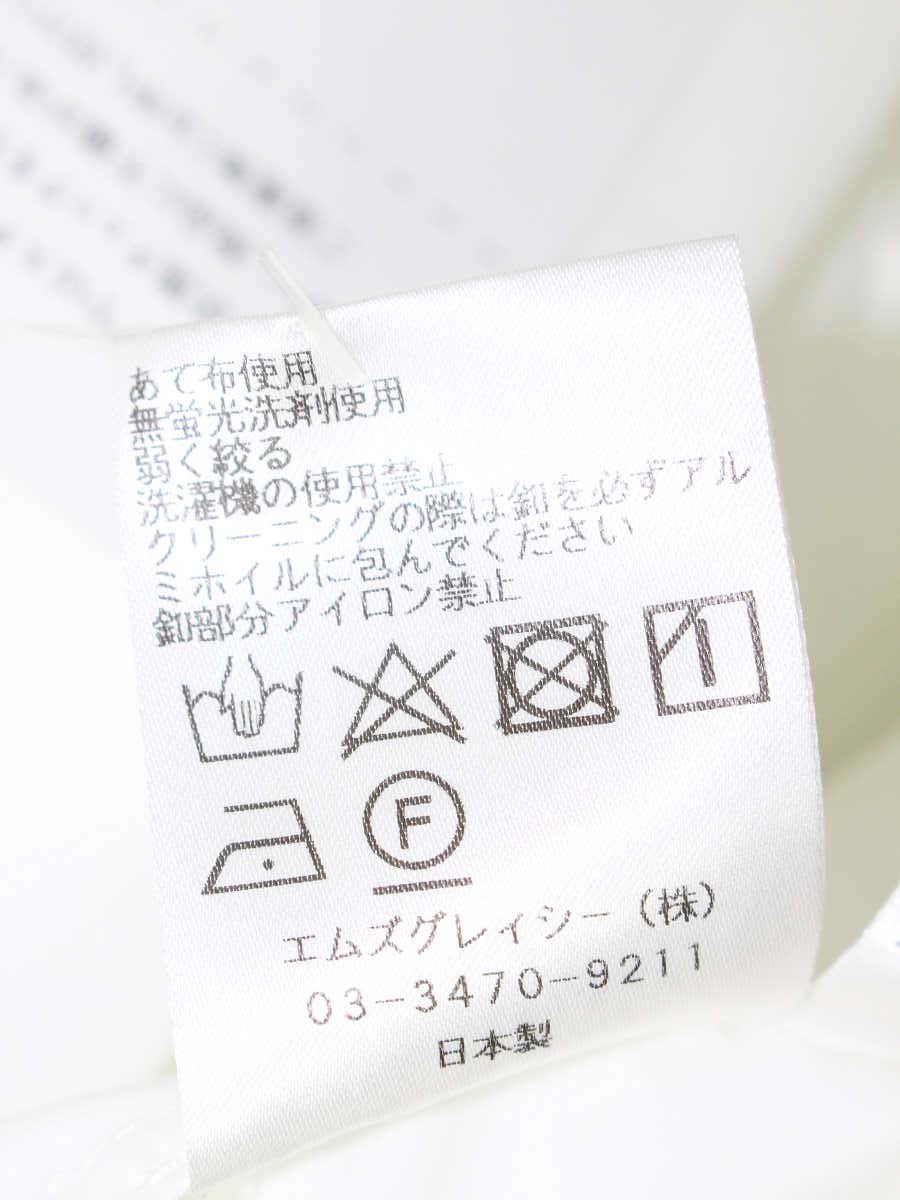 あて布使用
無蛍光洗剤使用
弱く絞る
洗濯機の使用禁止
クリーニングの際は釦を必ずアル
ミホイルに包んでください
釦部分アイロン禁止
F
エムズグレイシー(株)
03-3470-9211
日本製